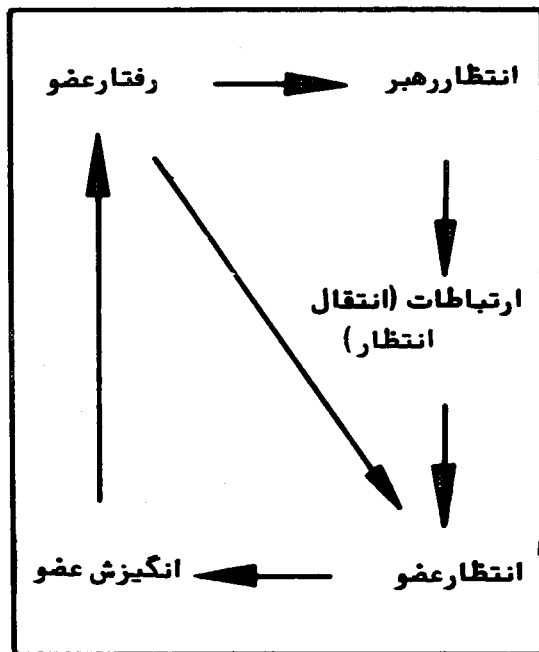 انتظاررهبر
رفتارعضو
ارتباطات (انتقال
انتظار)
انتظارعضو
انگیزش عضو